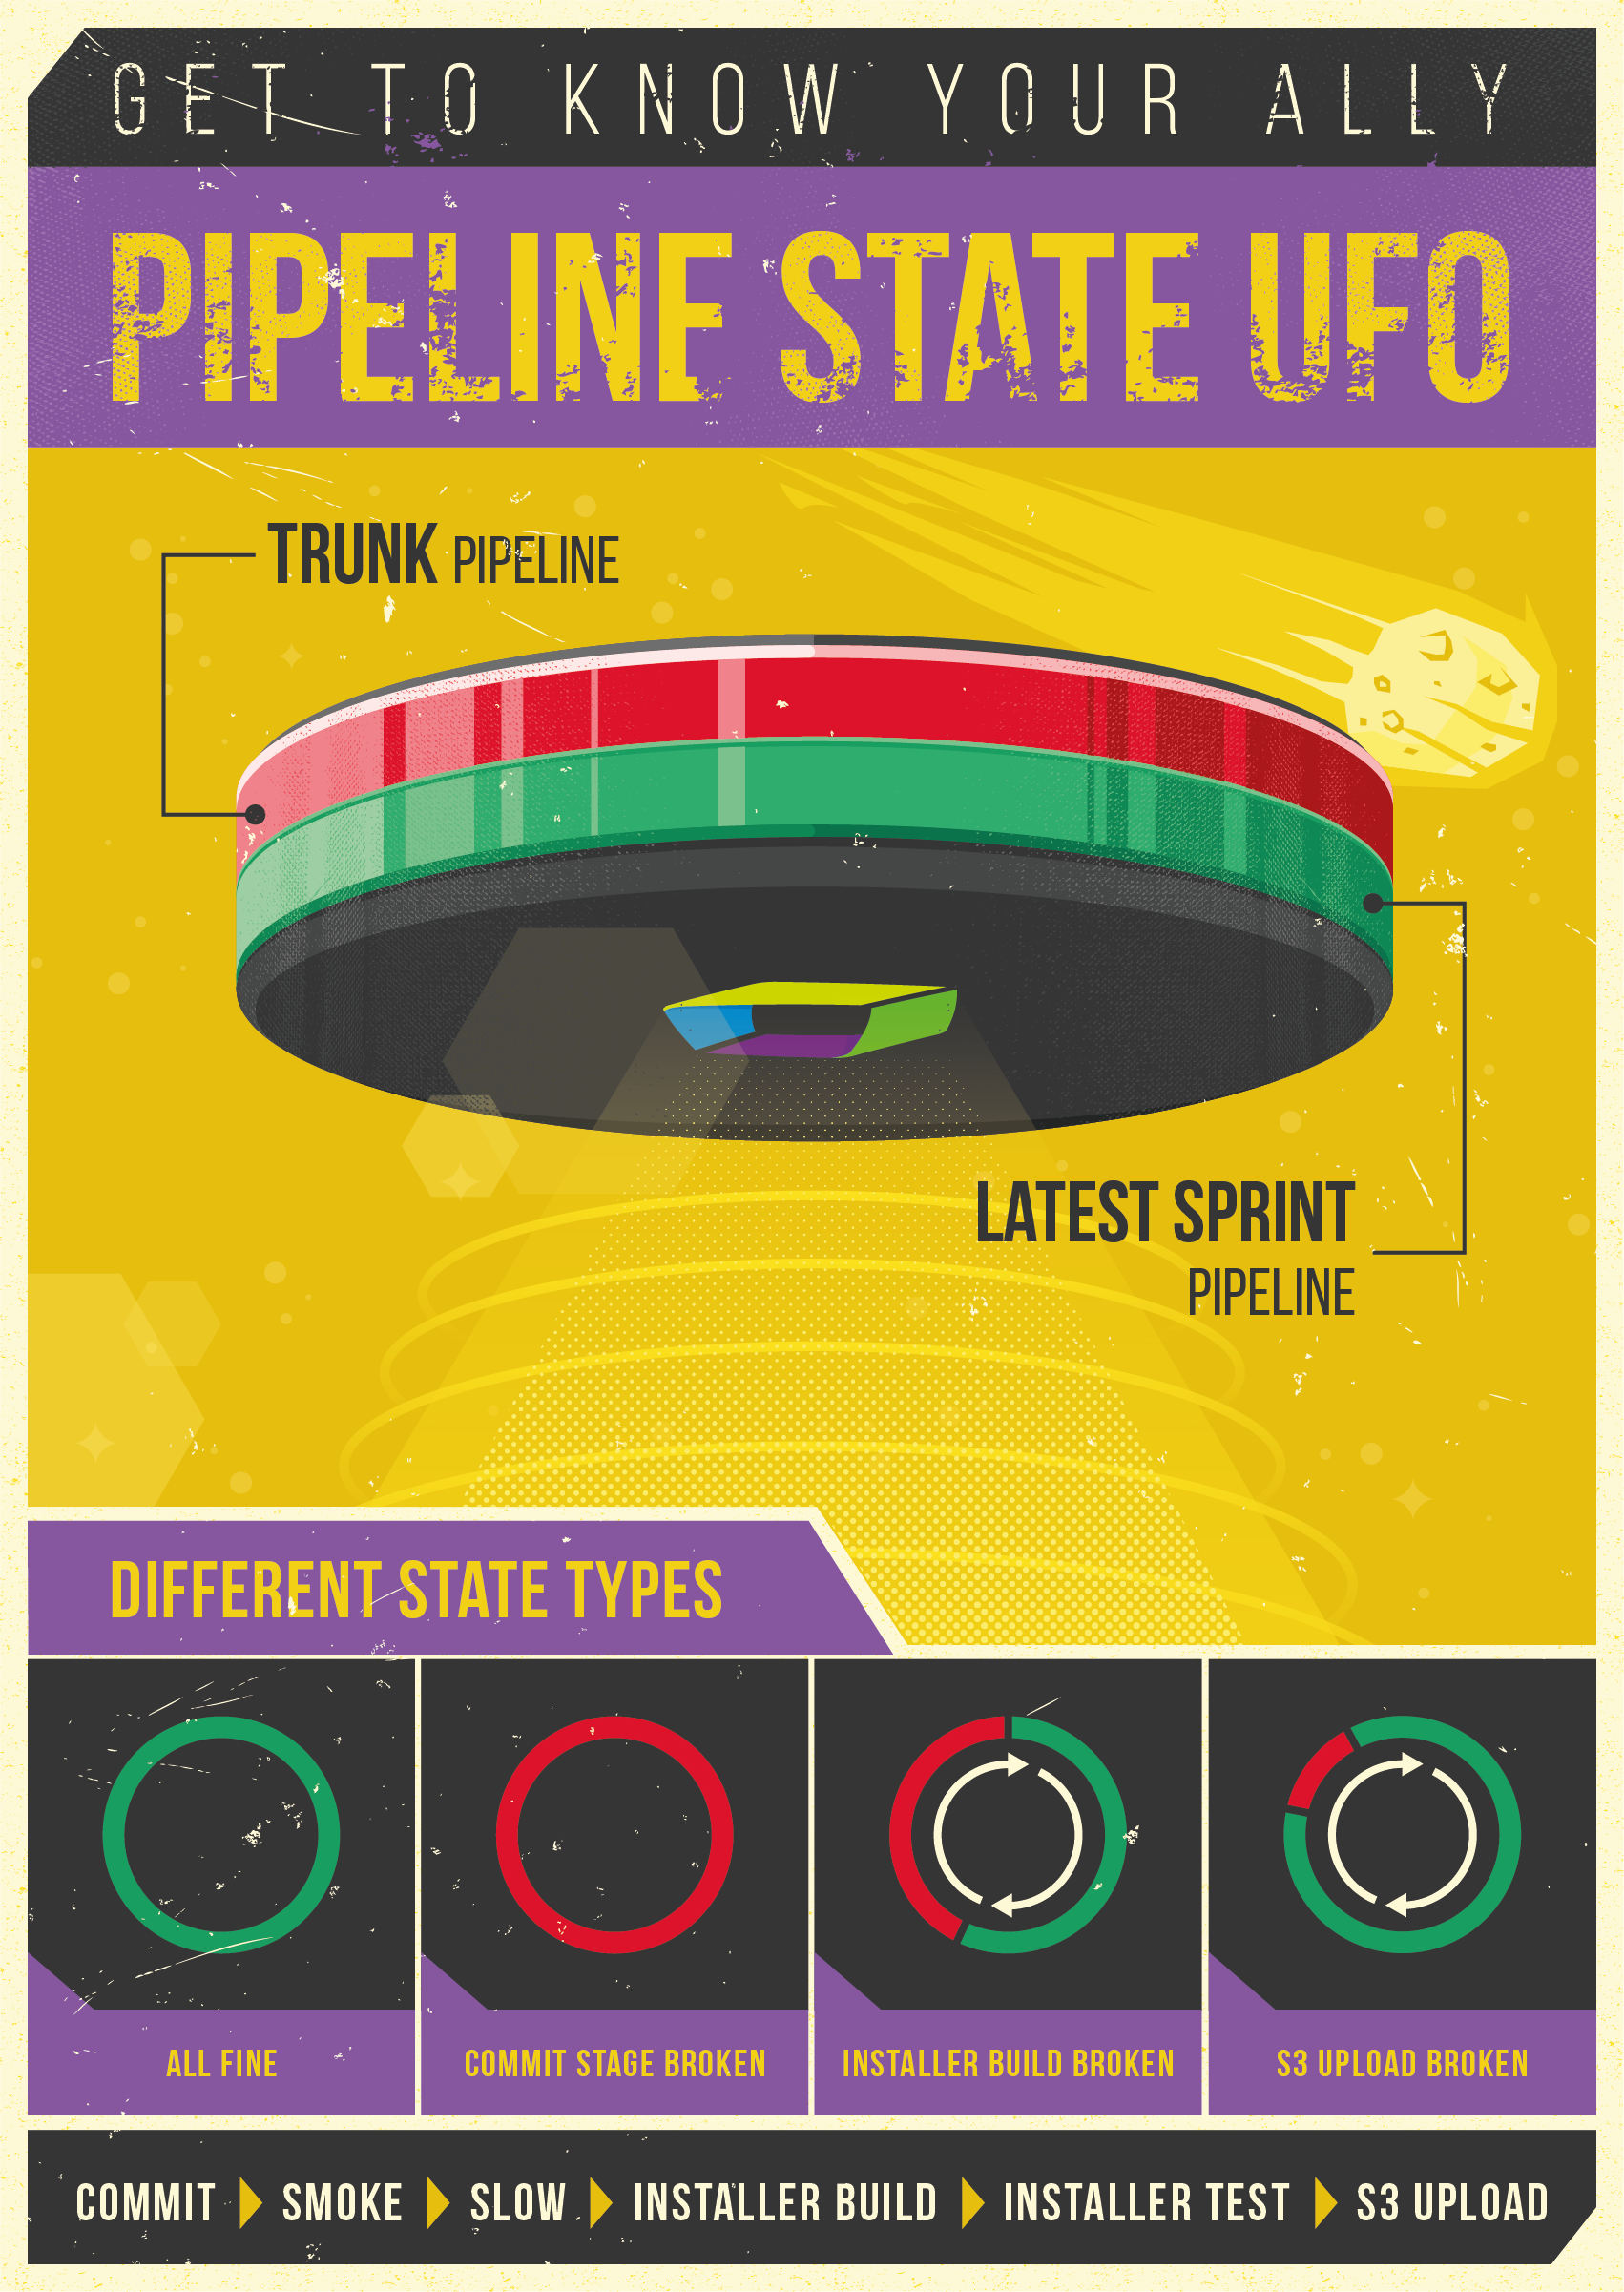 GET TO KNOW YOUR ALLY
PIPELINE STATE UFO
TRUNK PIPELINE
LATEST SPRINT
PIPELINE
DIFFERENT STATE TYPES
ALL FINE
COMMIT STAGE BROKEN
INSTALLER BUILD BROKEN
S3 UPLOAD BROKEN
COMMIT SMOKE SLOW INSTALLER BUILD INSTALLER TEST S3 UPLOAD